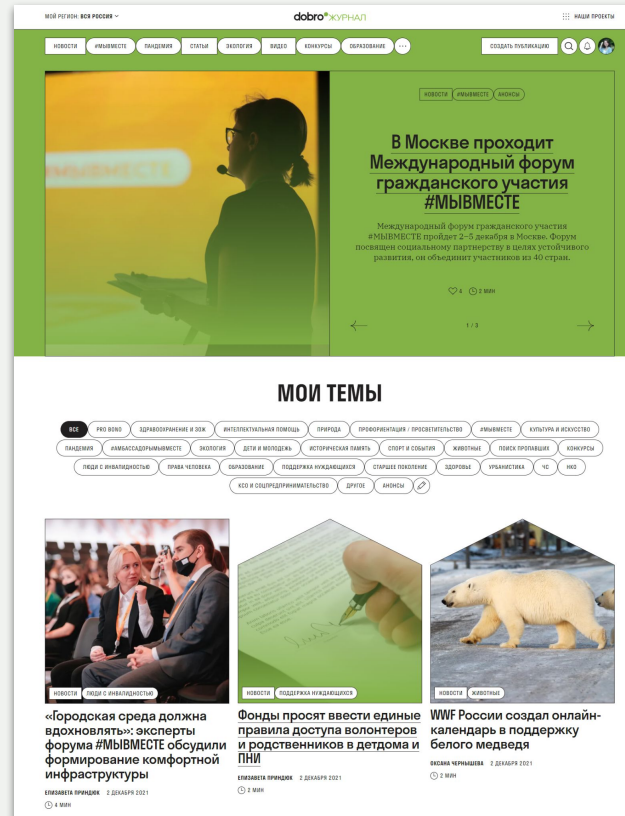 МОЙ РЕГИОН: ВСЯ РОССИЯ
dobro ЖУРНАЛ
НАШИ ПРОЕКТЫ
НОВОСТИ #МЫВМЕСТЕ ПАНДЕМИЯ СТАТЬИ ЭКОЛОГИЯ ВИДЕО КОНКУРСЫ ОБРАЗОВАНИЕ ...
СОЗДАТЬ ПУБЛИКАЦИЮ
#МЫВМЕСТЕ
НОВОСТИ #МЫВМЕСТЕ АНОНСЫ
В Москве проходит
Международный форум
гражданского участия
#МЫВМЕСТЕ
Международный форум гражданского участия
#МЫВМЕСТЕ пройдет 2–5 декабря в Москве. Форум
посвящен социальному партнерству в целях устойчивого
развития, он объединит участников из 40 стран.
4 2 МИН
1 / 3
МОИ ТЕМЫ
ВСЕ PRO BONO ЗДРАВООХРАНЕНИЕ И ЗОЖ ИНТЕЛЛЕКТУАЛЬНАЯ ПОМОЩЬ ПРИРОДА ПРОФОРИЕНТАЦИЯ / ПРОСВЕТИТЕЛЬСТВО #МЫВМЕСТЕ КУЛЬТУРА И ИСКУССТВО
ПАНДЕМИЯ #АМБАССАДОРЫМЫВМЕСТЕ ЭКОЛОГИЯ ДЕТИ И МОЛОДЕЖЬ ИСТОРИЧЕСКАЯ ПАМЯТЬ СПОРТ И СОБЫТИЯ ЖИВОТНЫЕ ПОИСК ПРОПАВШИХ КОНКУРСЫ
ЛЮДИ С ИНВАЛИДНОСТЬЮ ПРАВА ЧЕЛОВЕКА ОБРАЗОВАНИЕ ПОДДЕРЖКА НУЖДАЮЩИХСЯ СТАРШЕЕ ПОКОЛЕНИЕ ЗДОРОВЬЕ УРБАНИСТИКА ЧС НКО
КСО И СОЦПРЕДПРИНИМАТЕЛЬСТВО ДРУГОЕ АНОНСЫ
НОВОСТИ ЛЮДИ С ИНВАЛИДНОСТЬЮ
«Городская среда должна
вдохновлять»: эксперты
форума #МЫВМЕСТЕ обсудили
формирование комфортной
инфраструктуры
ЕЛИЗАВЕТА ПРИНДЮК 2 ДЕКАБРЯ 2021
4 МИН
НОВОСТИ ПОДДЕРЖКА НУЖДАЮЩИХСЯ
Фонды просят ввести единые
правила доступа волонтеров
и родственников в детдома и
ПНИ
ЕЛИЗАВЕТА ПРИНДЮК 2 ДЕКАБРЯ 2021
2 МИН
НОВОСТИ ЖИВОТНЫЕ
WWF России создал онлайн-
календарь в поддержку
белого медведя
ОКСАНА ЧЕРНЫШЕВА 2 ДЕКАБРЯ 2021
2 МИН